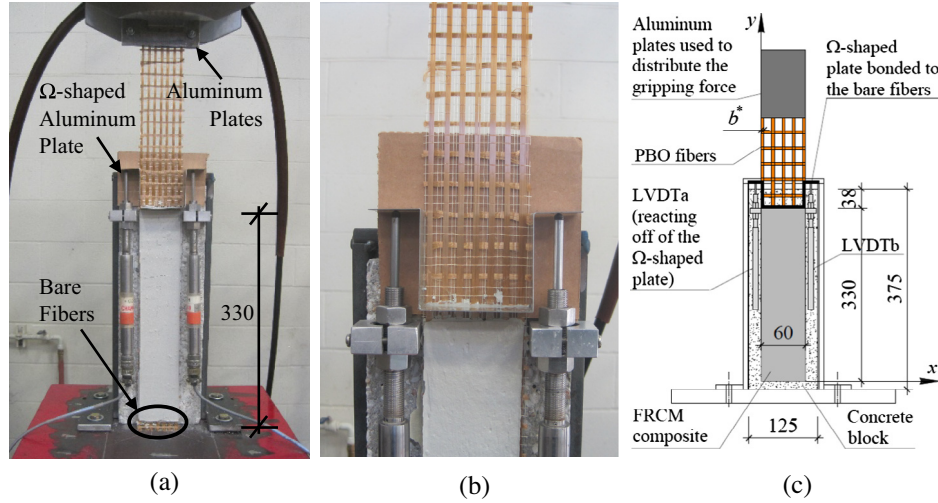 Ω-shaped
Aluminum
Plate
Aluminum
Plates
Bare
Fibers
330
(a)
(b)
Aluminum
plates used to
distribute the
gripping force
y
Ω-shaped
plate bonded to
the bare fibers
b*
PBO fibers
LVDTa
(reacting
off of the
Ω-shaped
plate)
38
LVDTb
330
375
60
x
FRCM
composite
125
Concrete
block
(c)